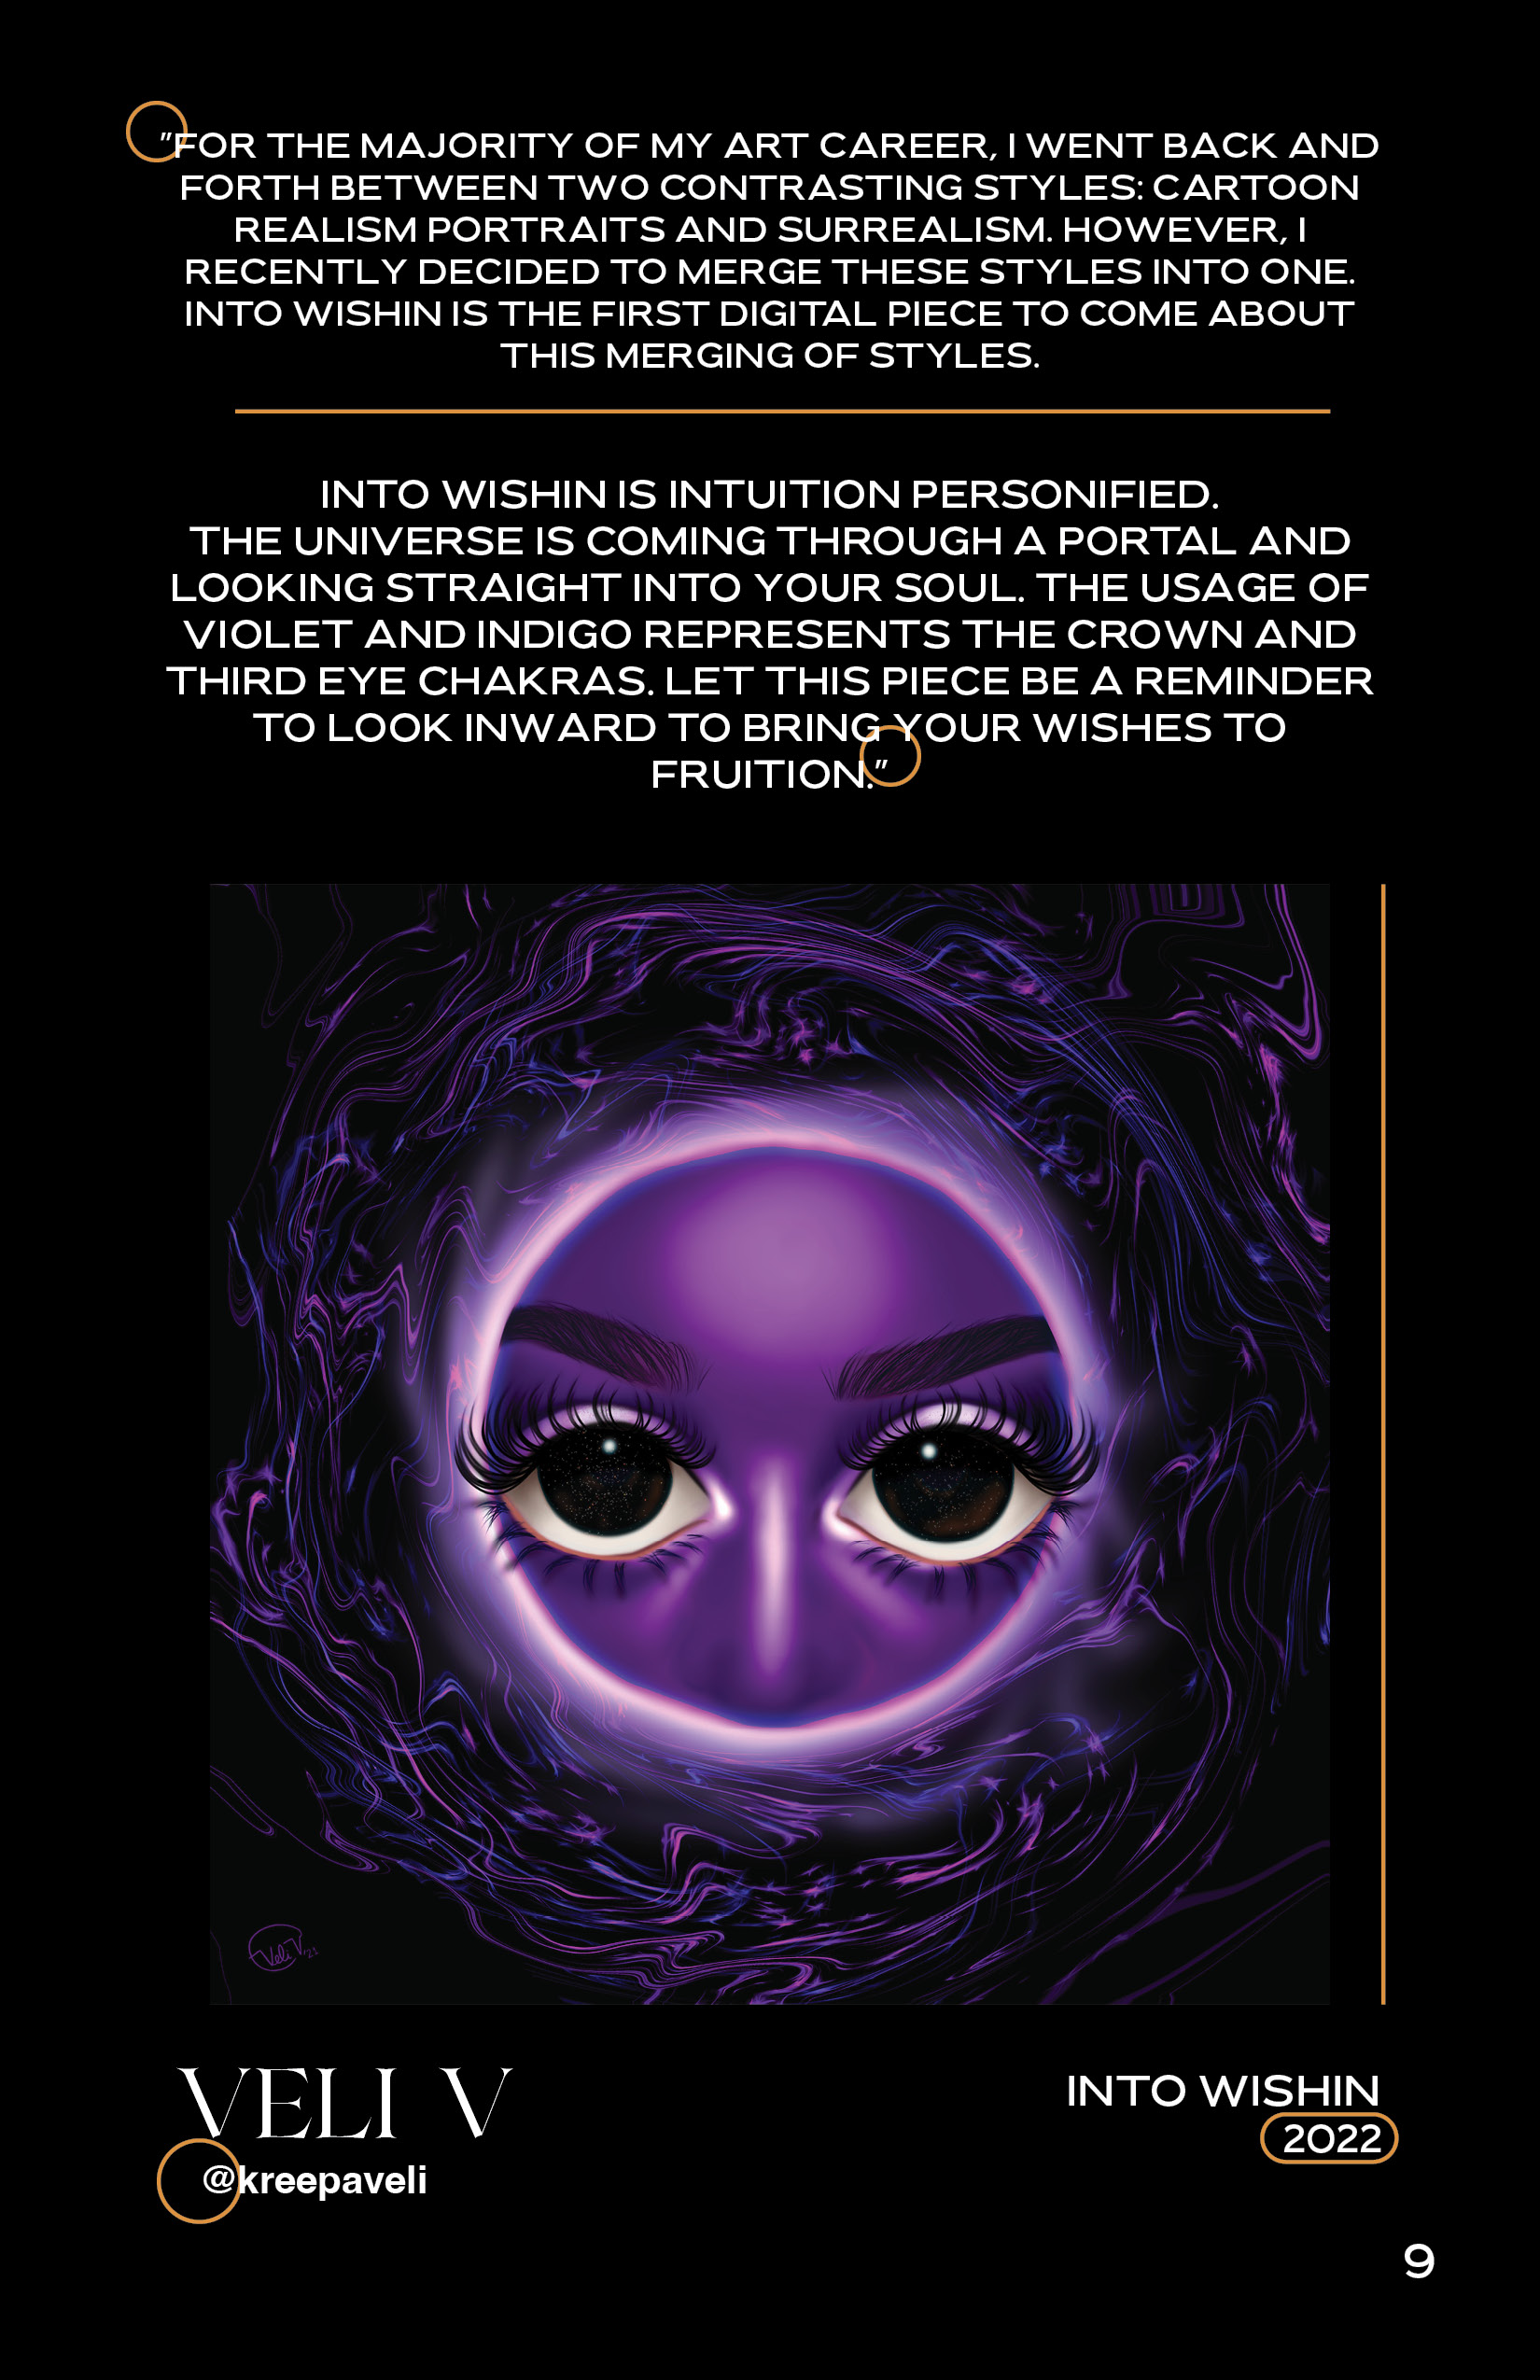 "FOR THE MAJORITY OF MY ART CAREER, I WENT BACK AND
FORTH BETWEEN TWO CONTRASTING STYLES: CARTOON
REALISM PORTRAITS AND SURREALISM. HOWEVER, I
RECENTLY DECIDED TO MERGE THESE STYLES INTO ONE.
INTO WISHIN IS THE FIRST DIGITAL PIECE TO COME ABOUT
THIS MERGING OF STYLES.
INTO WISHIN IS INTUITION PERSONIFIED.
THE UNIVERSE IS COMING THROUGH A PORTAL AND
LOOKING STRAIGHT INTO YOUR SOUL. THE USAGE OF
VIOLET AND INDIGO REPRESENTS THE CROWN AND
THIRD EYE CHAKRAS. LET THIS PIECE BE A REMINDER
TO LOOK INWARD TO BRING YOUR WISHES TO
FRUITION."
Veli V '21
VELI V
@kreepaveli
INTO WISHIN
2022
9